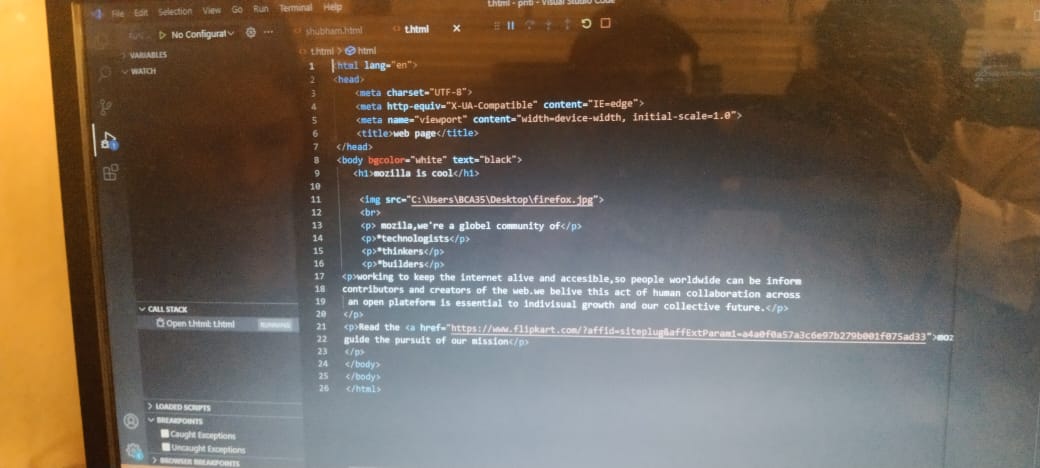 File Edit Selection View Go Run Terminal Help
t.html - pnb - Visual Studio Code
No Configurat
shubham.html
t.html
t.html > html
VARIABLES
WATCH
1 html lang="en">
2 <head>
3 <meta charset="UTF-8">
4 <meta http-equiv="X-UA-Compatible" content="IE=edge">
5 <meta name="viewport" content="width=device-width, initial-scale=1.0">
6 <title>web page</title>
7 </head>
8 <body bgcolor="white" text="black">
9 <h1>mozilla is cool</h1>
10
11 <img src="C:\Users\BCA35\Desktop\firefox.jpg">
12 <br>
13 <p> mozila,we're a globel community of</p>
14 <p>*technologists</p>
15 <p>*thinkers</p>
16 <p>*builders</p>
17 <p>working to keep the internet alive and accesible,so people worldwide can be inform
18 contributors and creators of the web.we belive this act of human collaboration across
19 an open plateform is essential to indivisual growth and our collective future.</p>
20 </p>
21 <p>Read the <a href="https://www.flipkart.com/?affid=siteplug&affExtParam1=a4a0f0a57a3c6e97b279b001f075ad33">moz
22 guide the pursuit of our mission</p>
23 </p>
24 </body>
25 </body>
26 </html>
CALL STACK
Open t.html: t.html RUNNING
LOADED SCRIPTS
BREAKPOINTS
Caught Exceptions
Uncaught Exceptions
BROWSER BREAKPOINTS